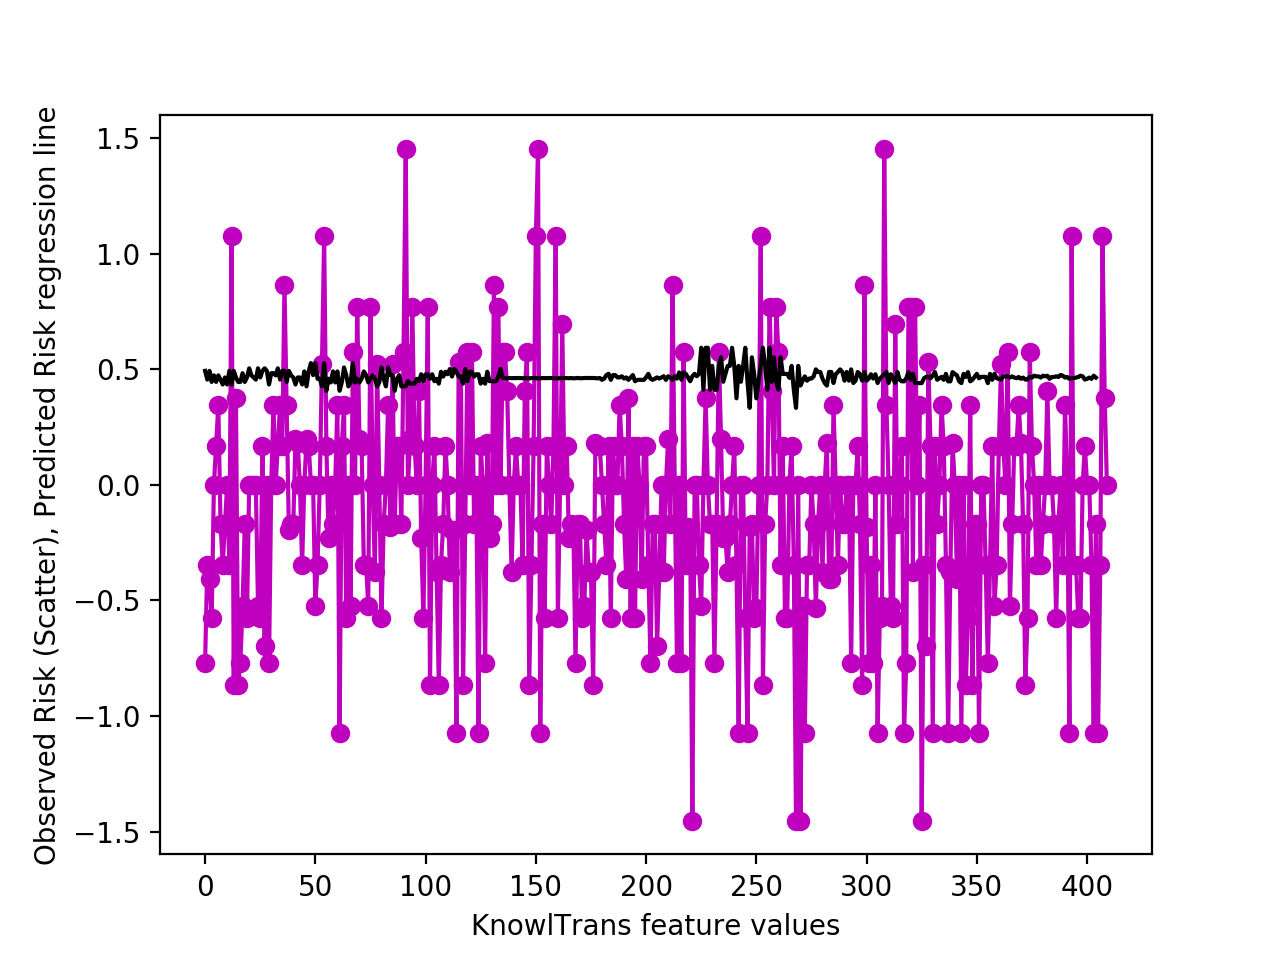 Observed Risk (Scatter), Predicted Risk regression line
1.5
1.0
0.5
0.0
−0.5
−1.0
−1.5
0 50 100 150 200 250 300 350 400
KnowlTrans feature values